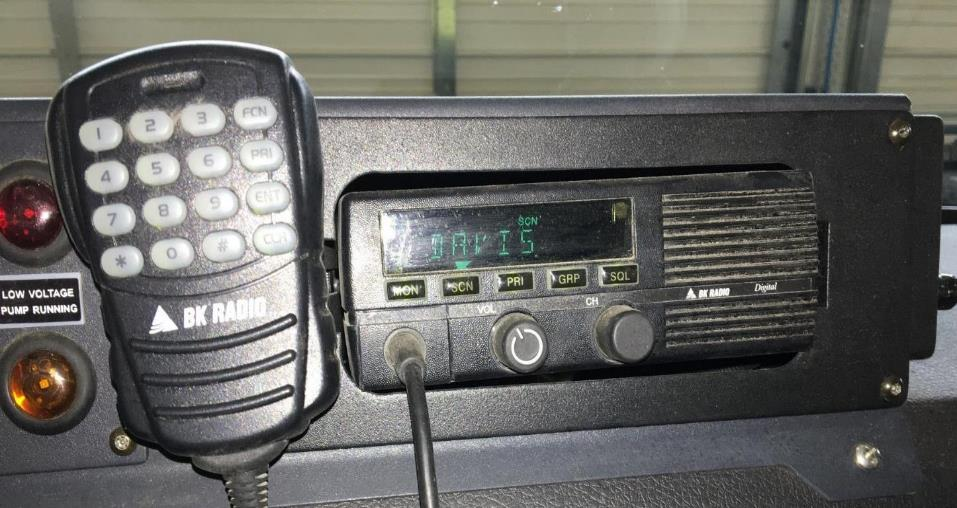 1 2 3 FCN
4 5 6 PRI
7 8 9 ENT
* 0 # CLR
BK RADIO
LOW VOLTAGE
PUMP RUNNING
SCN
DAVIS
MON SCN PRI GRP SQL
VOL CH
BK RADIO Digital